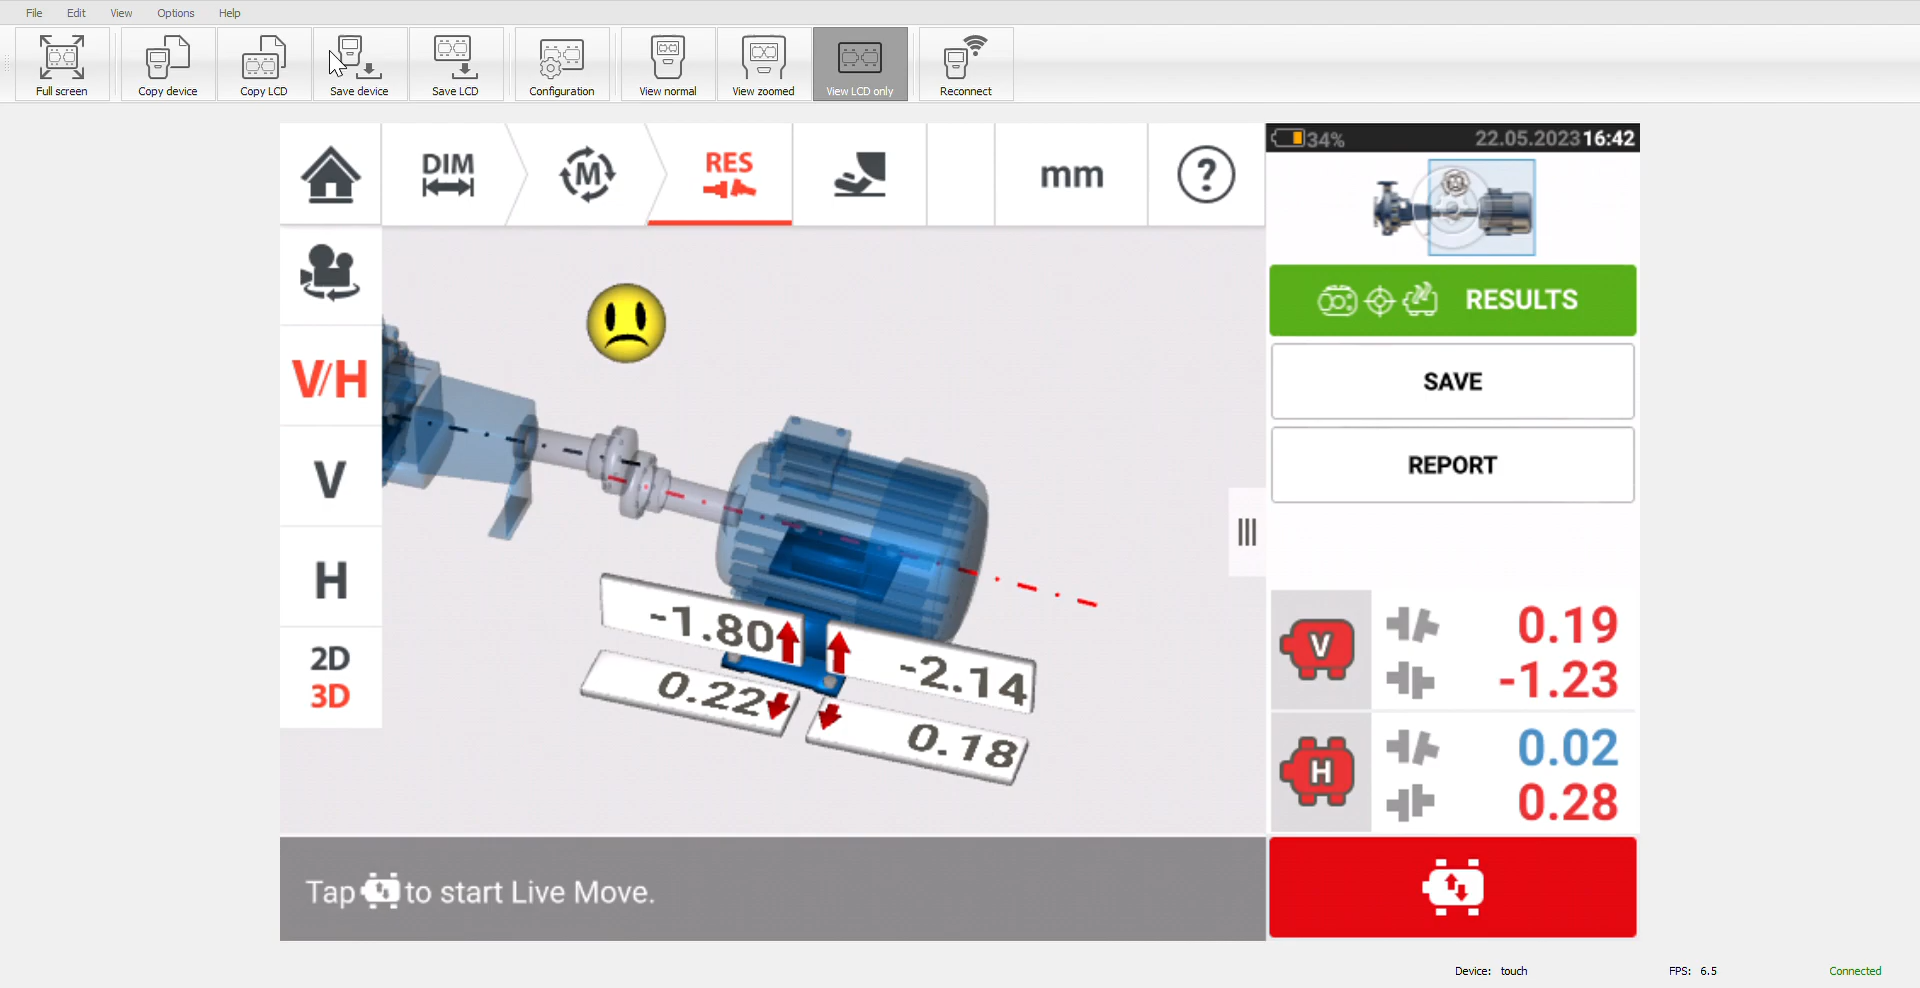 File Edit View Options Help
Full screen Copy device Copy LCD Save device Save LCD Configuration View normal View zoomed View LCD only Reconnect
DIM M RES mm ?
34% 22.05.2023 16:42
RESULTS
V/H
SAVE
V
REPORT
H
2D
3D
-1.80
-2.14
0.22
0.18
V 0.19
-1.23
H 0.02
0.28
Tap to start Live Move.
Device: touch FPS: 6.5 Connected